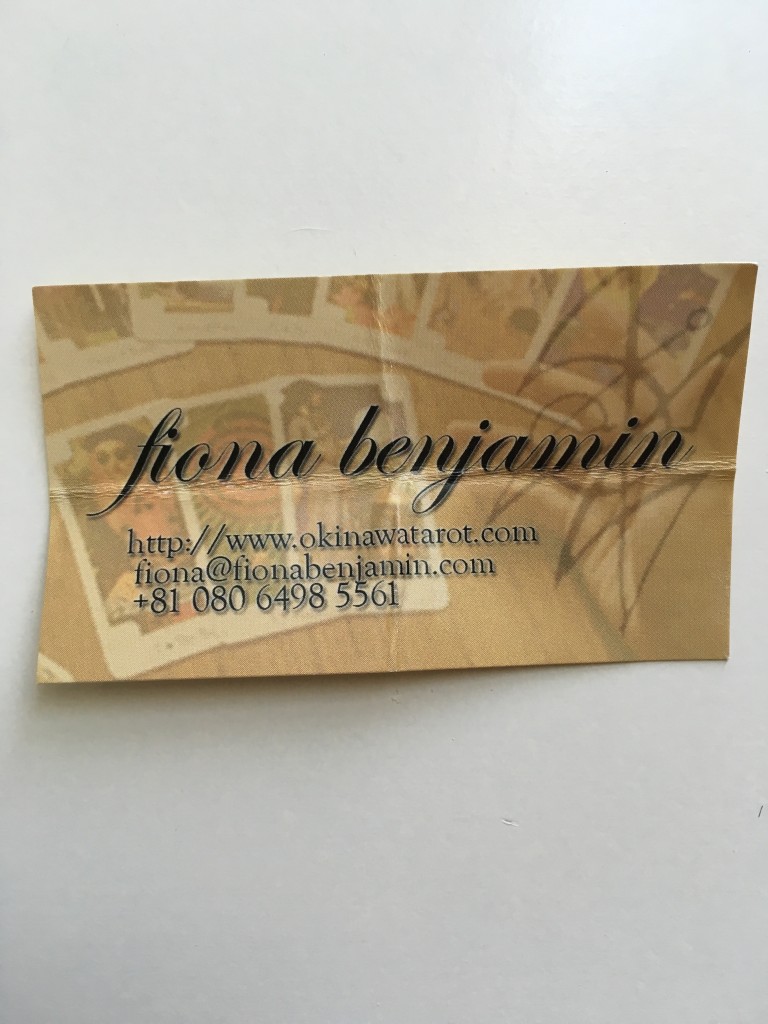 fiona benjamin
http://www.okinawatarot.com
fiona@fionabenjamin.com
+81 080 6498 5561